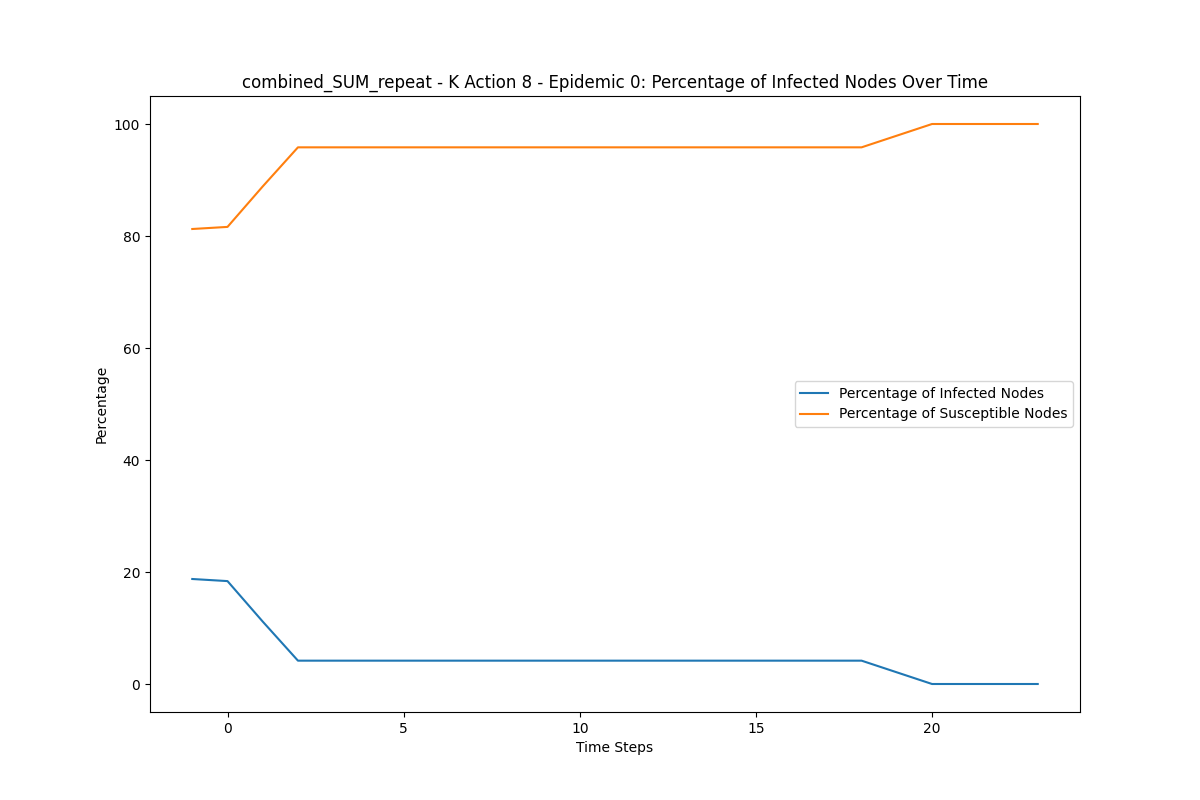 combined_SUM_repeat - K Action 8 - Epidemic 0: Percentage of Infected Nodes Over Time
100
80
60
40
20
0
Percentage
Percentage of Infected Nodes
Percentage of Susceptible Nodes
0 5 10 15 20
Time Steps